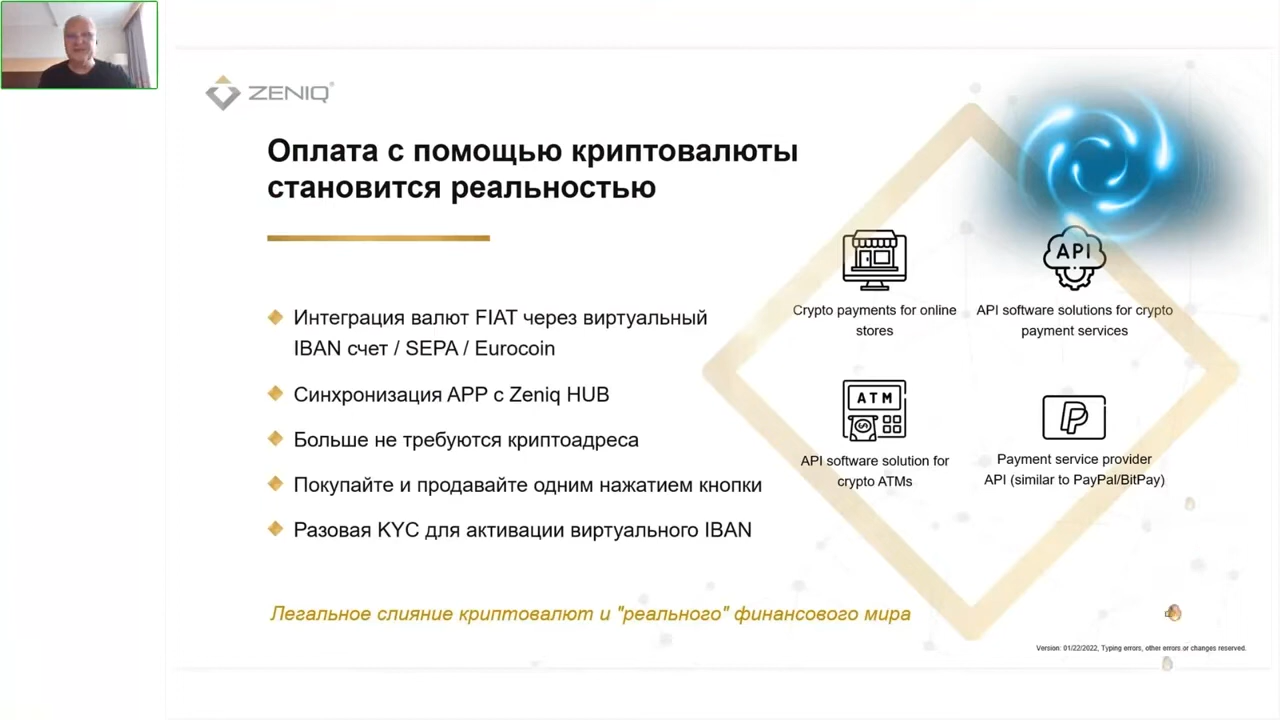 ZENIQ®
Оплата с помощью криптовалюты
становится реальностью
Интеграция валют FIAT через виртуальный
IBAN счет / SEPA / Eurocoin
Синхронизация APP с Zeniq HUB
Больше не требуются криптоадреса
Покупайте и продавайте одним нажатием кнопки
Разовая KYC для активации виртуального IBAN
Легальное слияние криптовалют и "реального" финансового мира
Crypto payments for online
stores
API
API software solutions for crypto
payment services
ATM
API software solution for
crypto ATMs
Payment service provider
API (similar to PayPal/BitPay)
Version: 01/22/2022, Typing errors, other errors or changes reserved.